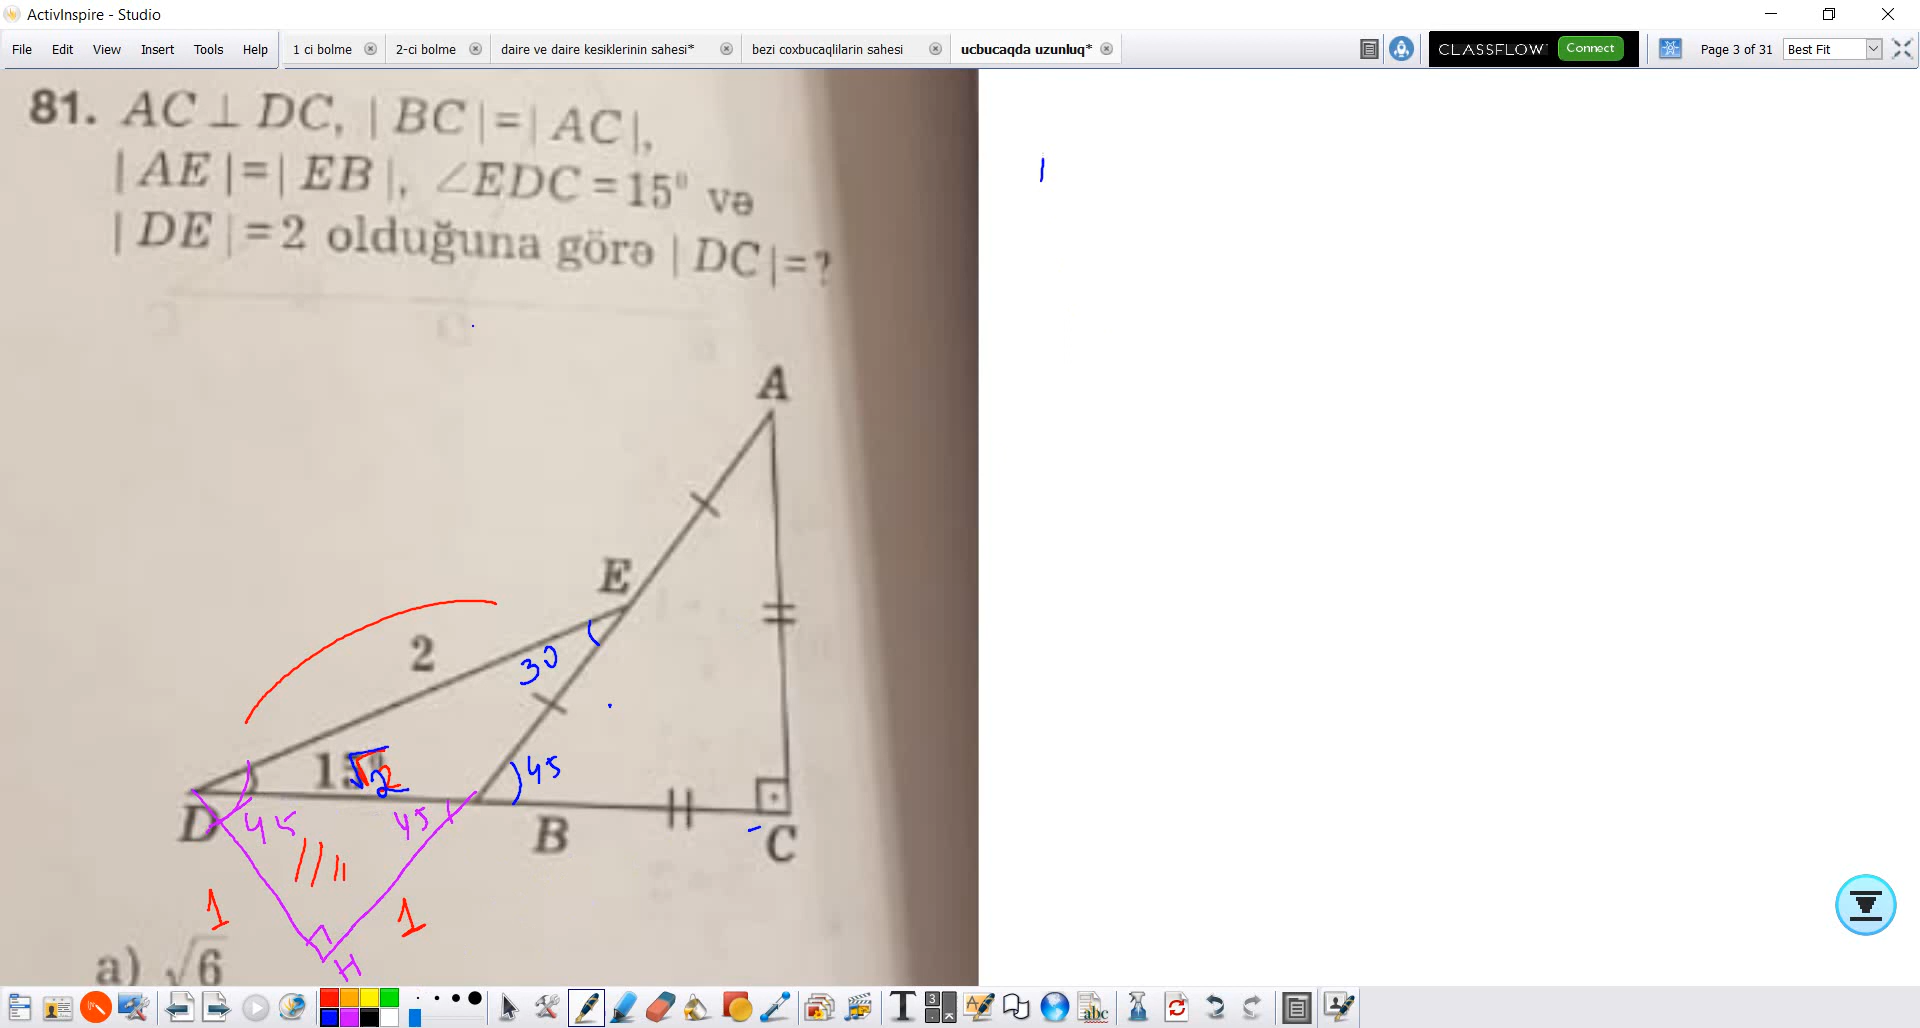 ActivInspire - Studio
File Edit View Insert Tools Help 1 ci bolme 2-ci bolme daire ve daire kesiklerinin sahesi* bezi coxbucaqlilarin sahesi ucbucaqda uzunluq* CLASSFLOW Connect Page 3 of 31 Best Fit
81. AC ⊥ DC, | BC | = | AC |,
| AE | = | EB |, ∠EDC = 15° və
| DE | = 2 olduğuna görə | DC | = ?
A
E
2
30
45
√2
D
45
45
B
C
1
1
H
a) √6
T
3
abc